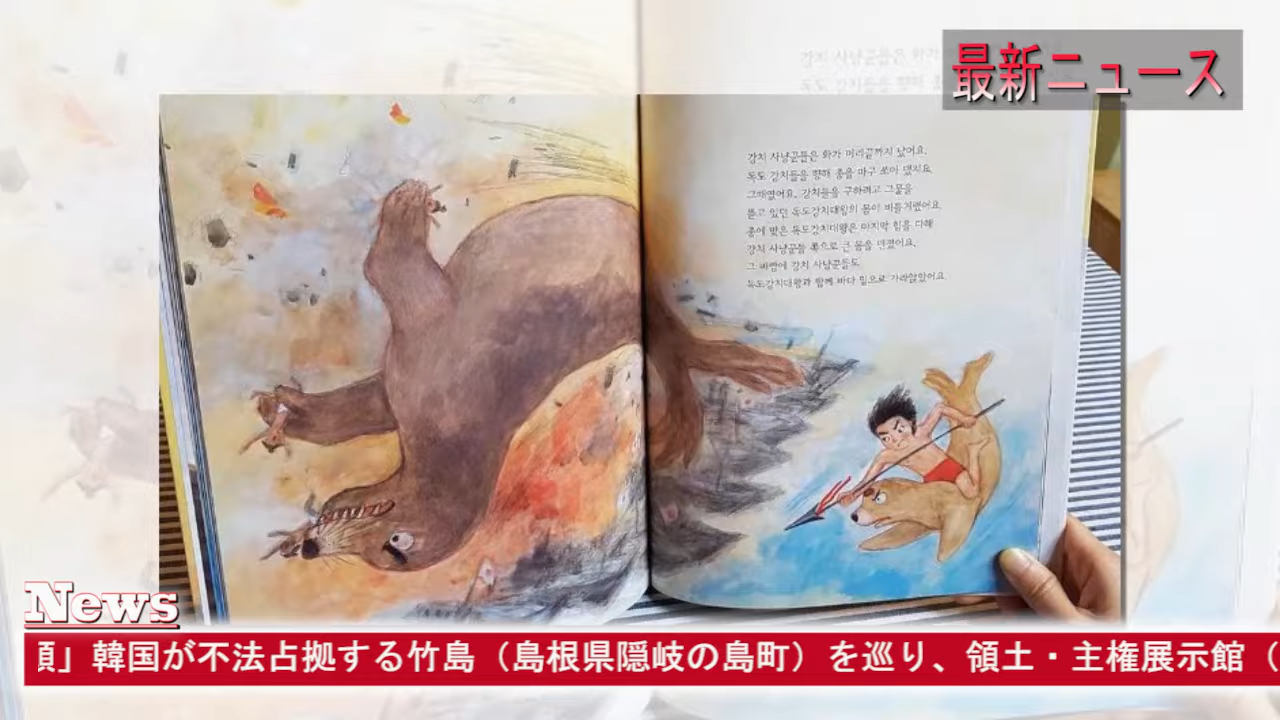 最新ニュース
강치 사냥꾼들은 화가 머리끝까지 났어요.
독도 강치들을 향해 총을 마구 쏘아 댔지요.
그때였어요. 강치들을 구하려고 그물을
뜯고 있던 독도강치대왕의 몸이 비틀거렸어요.
총에 맞은 독도강치대왕은 마지막 힘을 다해
강치 사냥꾼들 쪽으로 큰 몸을 던졌어요.
그 바람에 강치 사냥꾼들도
독도강치대왕과 함께 바다 밑으로 가라앉았어요.
News
」韓国が不法占拠する竹島（島根県隠岐の島町）を巡り、領土・主権展示館（